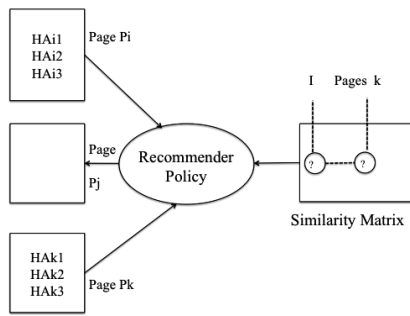 HAi1
HAi2
HAi3
Page Pi
I Pages k
Page
Pj
Recommender
Policy
? ?
Similarity Matrix
HAk1
HAk2
HAk3
Page Pk